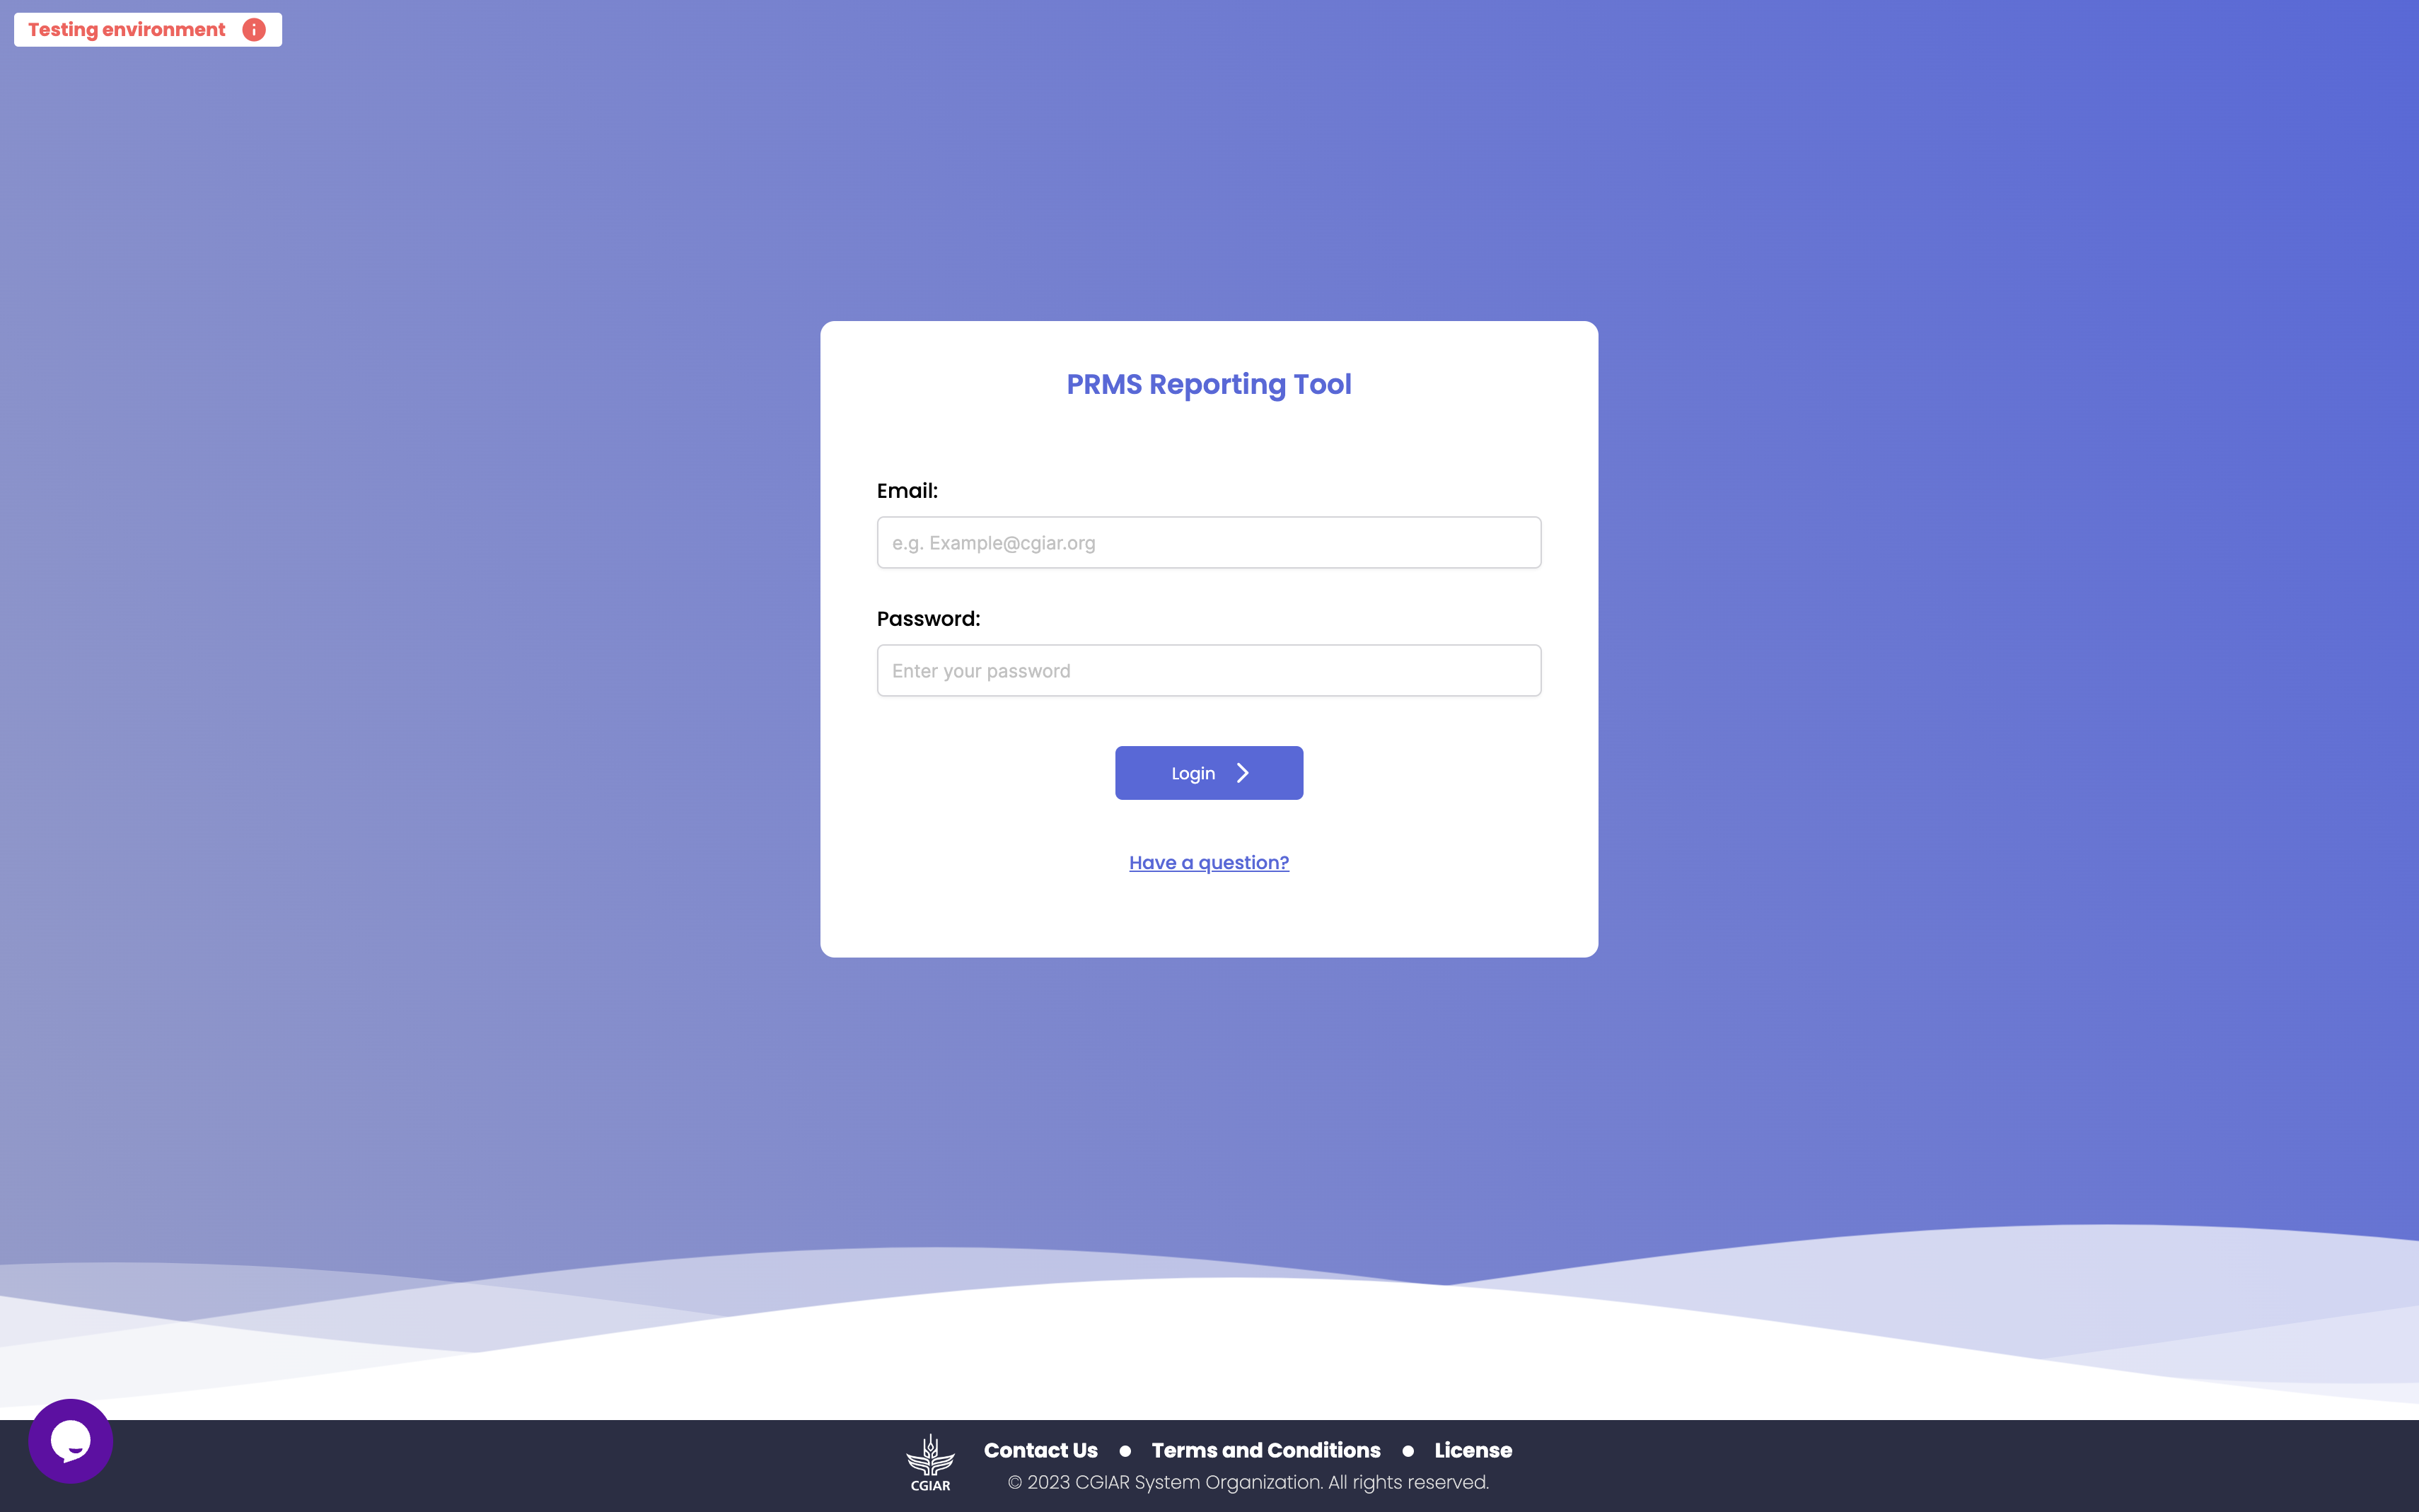 Testing environment
PRMS Reporting Tool
Email:
e.g. Example@cgiar.org
Password:
Enter your password
Login
Have a question?
CGIAR
Contact Us ● Terms and Conditions ● License
© 2023 CGIAR System Organization. All rights reserved.